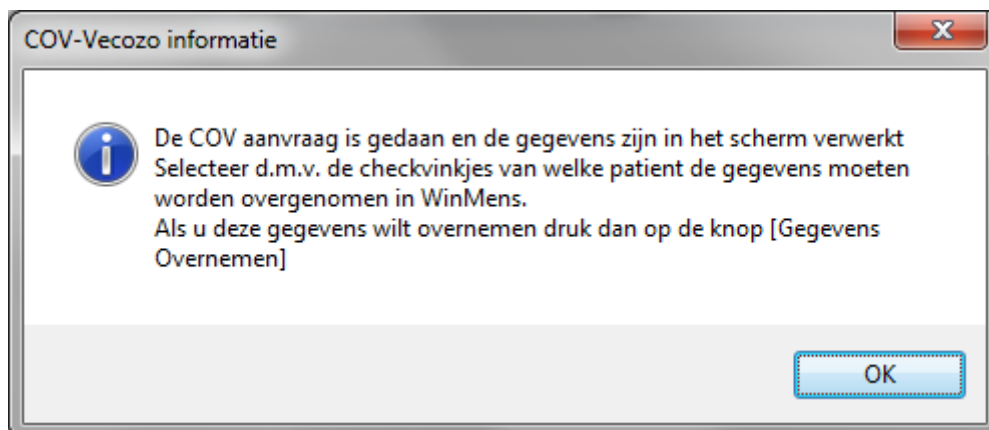 COV-Vecozo informatie
De COV aanvraag is gedaan en de gegevens zijn in het scherm verwerkt
Selecteer d.m.v. de checkvinkjes van welke patient de gegevens moeten
worden overgenomen in WinMens.
Als u deze gegevens wilt overnemen druk dan op de knop [Gegevens
Overnemen]
OK